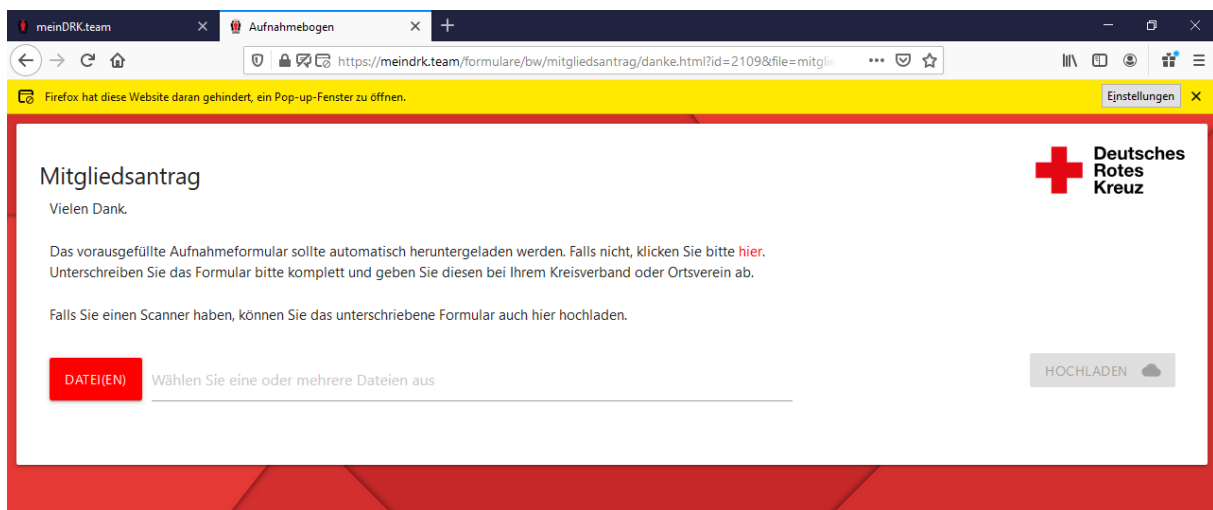 meinDRK.team
Aufnahmebogen
https://meindrk.team/formulare/bw/mitgliedsantrag/danke.html?id=2109&file=mitglie
Firefox hat diese Website daran gehindert, ein Pop-up-Fenster zu öffnen.
Einstellungen
Deutsches
Rotes
Kreuz
Mitgliedsantrag
Vielen Dank.
Das vorausgefüllte Aufnahmeformular sollte automatisch heruntergeladen werden. Falls nicht, klicken Sie bitte hier.
Unterschreiben Sie das Formular bitte komplett und geben Sie diesen bei Ihrem Kreisverband oder Ortsverein ab.
Falls Sie einen Scanner haben, können Sie das unterschriebene Formular auch hier hochladen.
DATEI(EN) Wählen Sie eine oder mehrere Dateien aus
HOCHLADEN